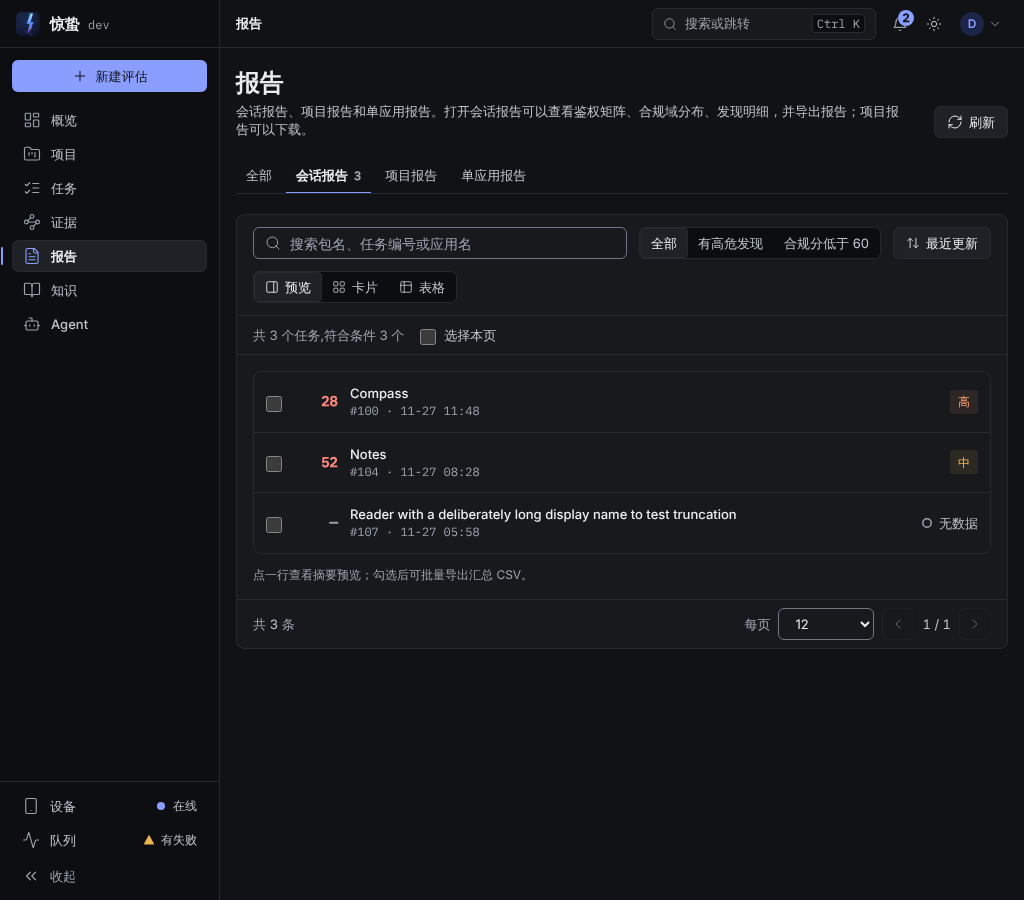 惊蛰 dev
报告
搜索或跳转 Ctrl K
2
D
新建评估
概览
项目
任务
证据
报告
知识
Agent
设备 在线
队列 有失败
收起
报告
会话报告、项目报告和单应用报告。打开会话报告可以查看鉴权矩阵、合规域分布、发现明细，并导出报告；项目报
告可以下载。
刷新
全部 会话报告 3 项目报告 单应用报告
搜索包名、任务编号或应用名
全部 有高危发现 合规分低于 60
最近更新
预览 卡片 表格
共 3 个任务,符合条件 3 个 选择本页
28 Compass 高
#100 · 11-27 11:48
52 Notes 中
#104 · 11-27 08:28
— Reader with a deliberately long display name to test truncation 无数据
#107 · 11-27 05:58
点一行查看摘要预览；勾选后可批量导出汇总 CSV。
共 3 条 每页 12 1 / 1